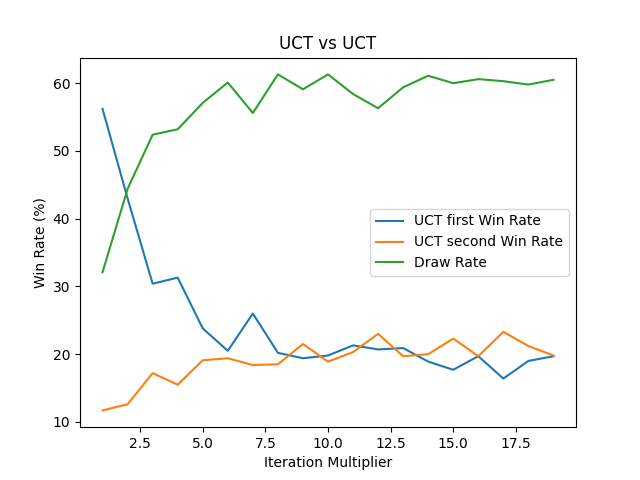 UCT vs UCT
60
50
40
30
20
10
Win Rate (%)
UCT first Win Rate
UCT second Win Rate
Draw Rate
2.5 5.0 7.5 10.0 12.5 15.0 17.5
Iteration Multiplier